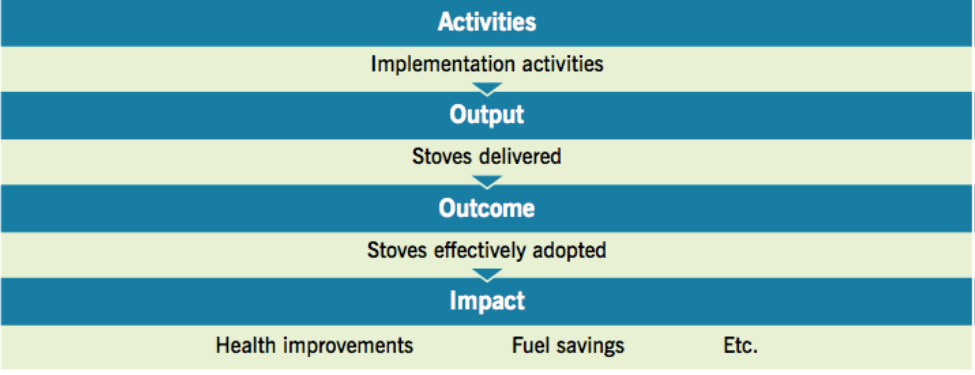 Activities
Implementation activities
Output
Stoves delivered
Outcome
Stoves effectively adopted
Impact
Health improvements Fuel savings Etc.